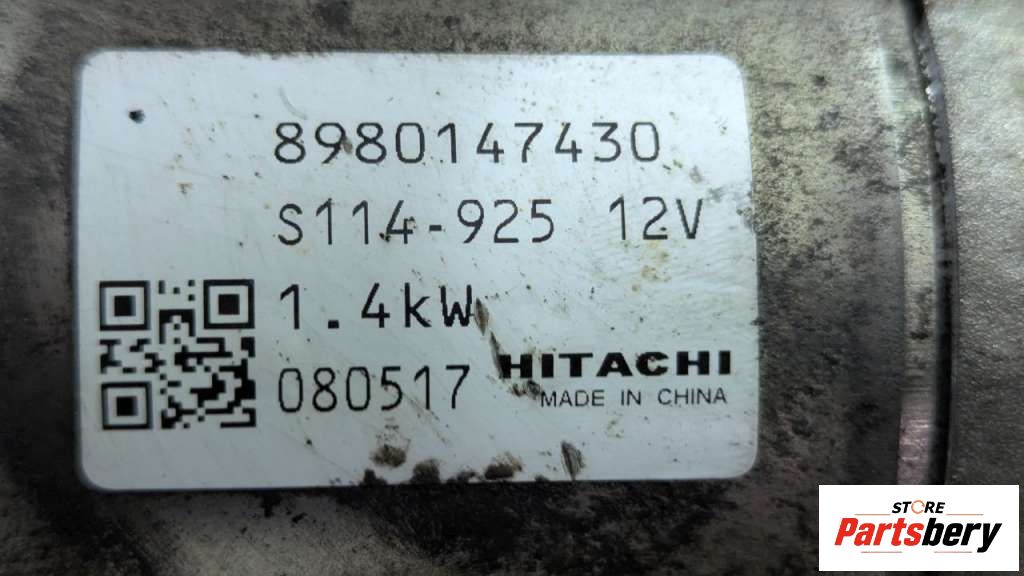 8980147430
S114-925 12V
1.4kW
080517 HITACHI
MADE IN CHINA
STORE
Partsbery